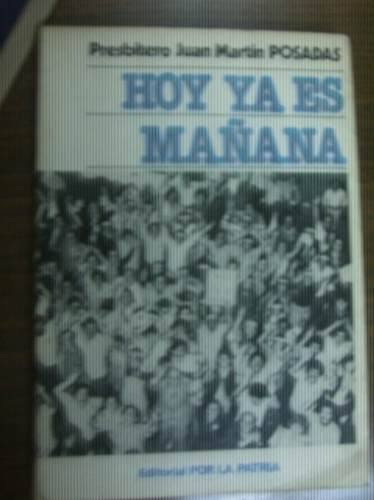 Presbítero Juan Martín POSADAS
HOY YA ES
MAÑANA
Editorial POR LA PATRIA